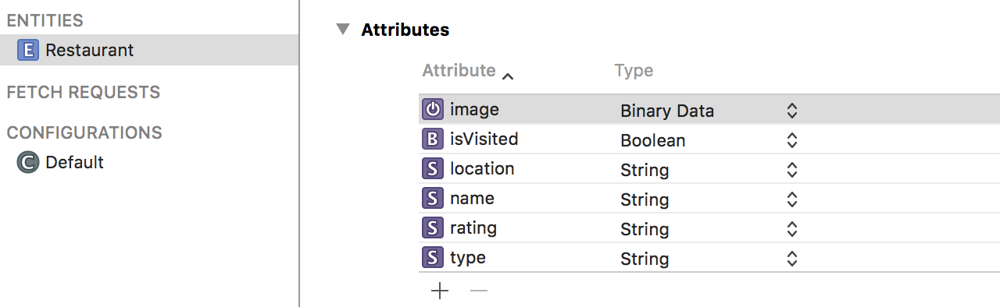 ENTITIES
E Restaurant
FETCH REQUESTS
CONFIGURATIONS
C Default
Attributes
Attribute Type
image Binary Data
B isVisited Boolean
S location String
S name String
S rating String
S type String